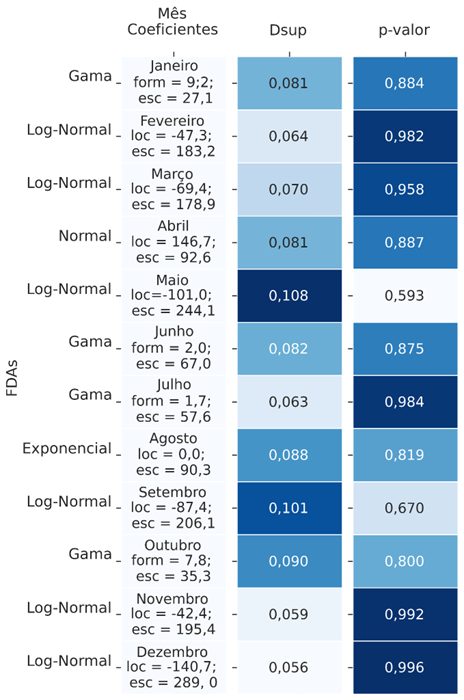 Mês
Coeficientes Dsup p-valor
Janeiro
Gama form = 9;2; 0,081 0,884
esc = 27,1
Fevereiro
Log-Normal loc = -47,3; 0,064 0,982
esc = 183,2
Março
Log-Normal loc = -69,4; 0,070 0,958
esc = 178,9
Abril
Normal loc = 146,7; 0,081 0,887
esc = 92,6
Maio
Log-Normal loc=-101,0; 0,108 0,593
esc = 244,1
Junho
Gama form = 2,0; 0,082 0,875
esc = 67,0
Julho
Gama form = 1,7; 0,063 0,984
esc = 57,6
Agosto
Exponencial loc = 0,0; 0,088 0,819
esc = 90,3
Setembro
Log-Normal loc = -87,4; 0,101 0,670
esc = 206,1
Outubro
Gama form = 7,8; 0,090 0,800
esc = 35,3
Novembro
Log-Normal loc = -42,4; 0,059 0,992
esc = 195,4
Dezembro
Log-Normal loc = -140,7; 0,056 0,996
esc = 289, 0
FDAs